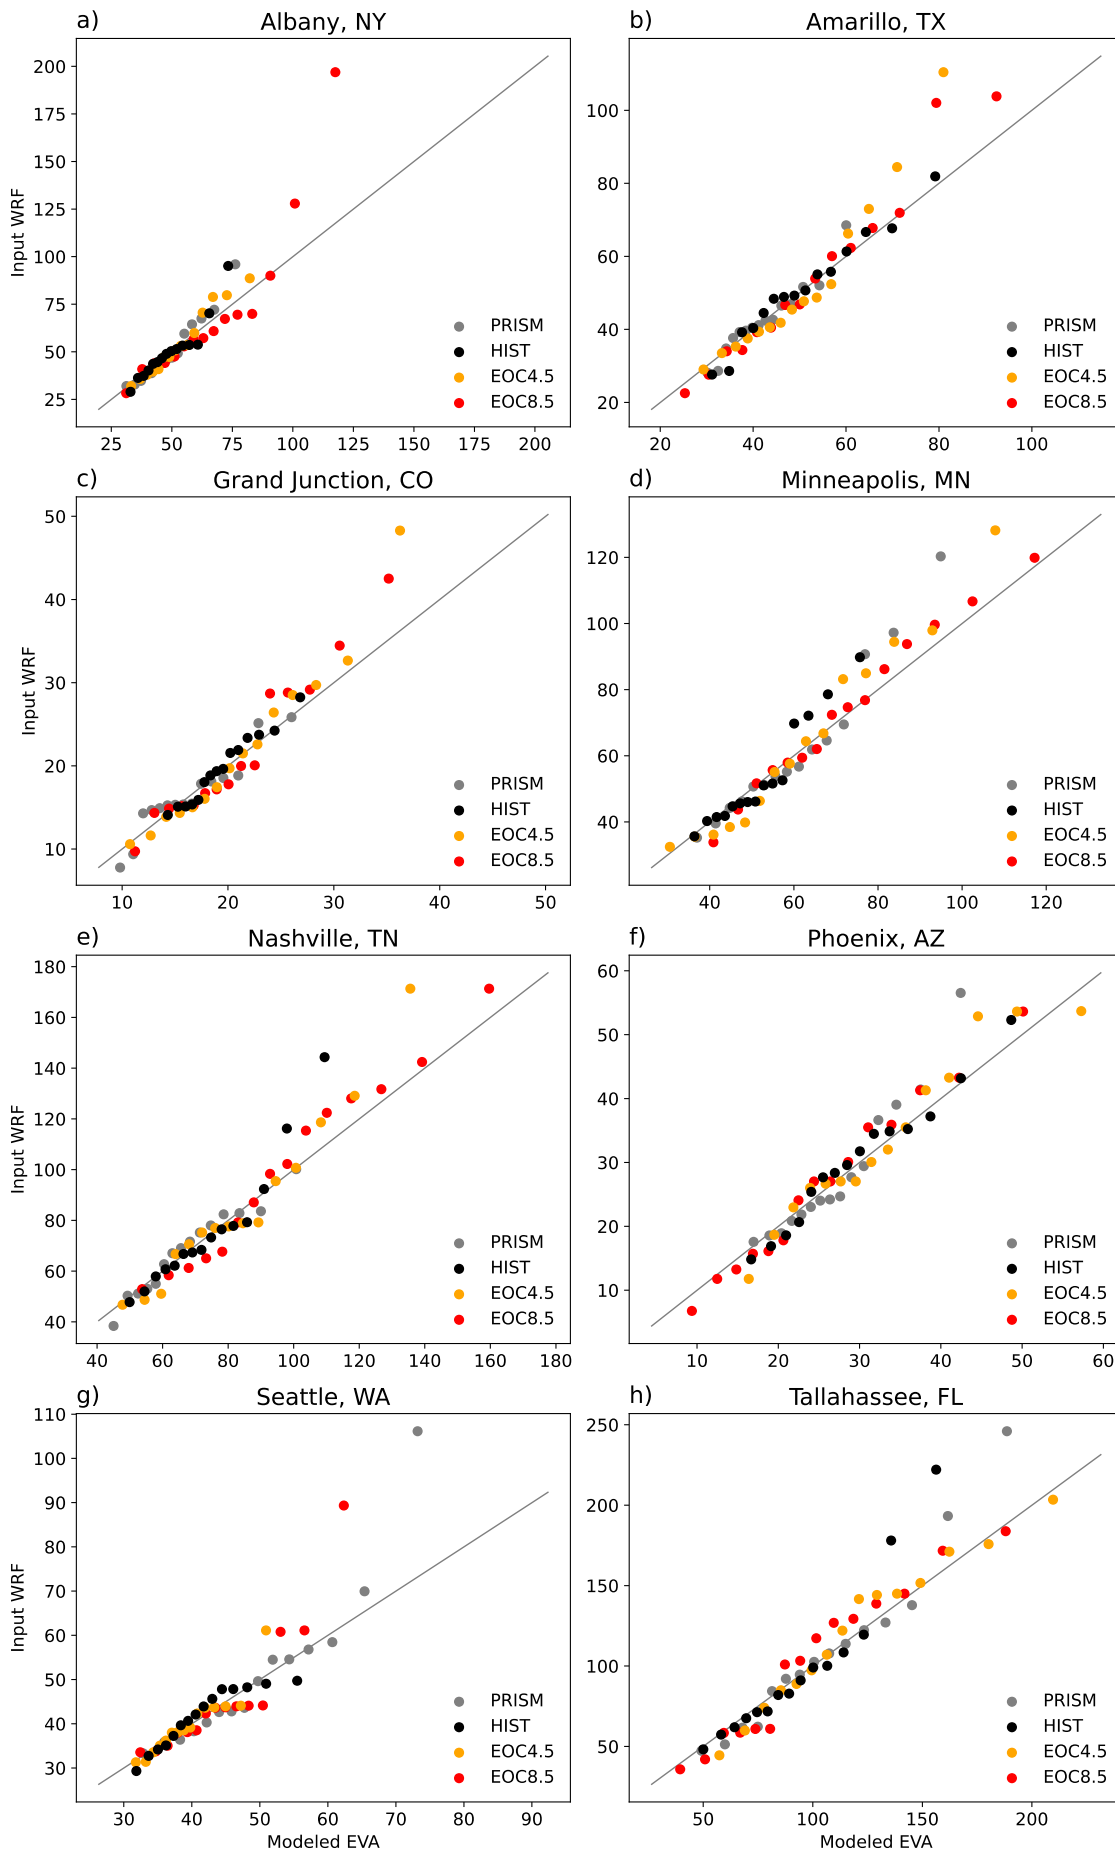 a) Albany, NY
b) Amarillo, TX
200
175
150
125
100
75
50
25
Input WRF
PRISM
HIST
EOC4.5
EOC8.5
25 50 75 100 125 150 175 200
100
80
60
40
20
PRISM
HIST
EOC4.5
EOC8.5
20 40 60 80 100
c) Grand Junction, CO
d) Minneapolis, MN
50
40
30
20
10
Input WRF
PRISM
HIST
EOC4.5
EOC8.5
10 20 30 40 50
120
100
80
60
40
PRISM
HIST
EOC4.5
EOC8.5
40 60 80 100 120
e) Nashville, TN
f) Phoenix, AZ
180
160
140
120
100
80
60
40
Input WRF
PRISM
HIST
EOC4.5
EOC8.5
40 60 80 100 120 140 160 180
60
50
40
30
20
10
PRISM
HIST
EOC4.5
EOC8.5
10 20 30 40 50 60
g) Seattle, WA
h) Tallahassee, FL
110
100
90
80
70
60
50
40
30
Input WRF
PRISM
HIST
EOC4.5
EOC8.5
30 40 50 60 70 80 90
Modeled EVA
250
200
150
100
50
PRISM
HIST
EOC4.5
EOC8.5
50 100 150 200
Modeled EVA